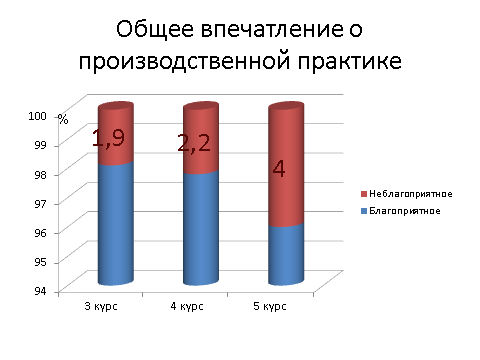 Общее впечатление о
производственной практике
100
%
99
98
97
96
95
94
1,9
2,2
4
3 курс
4 курс
5 курс
Неблагоприятное
Благоприятное